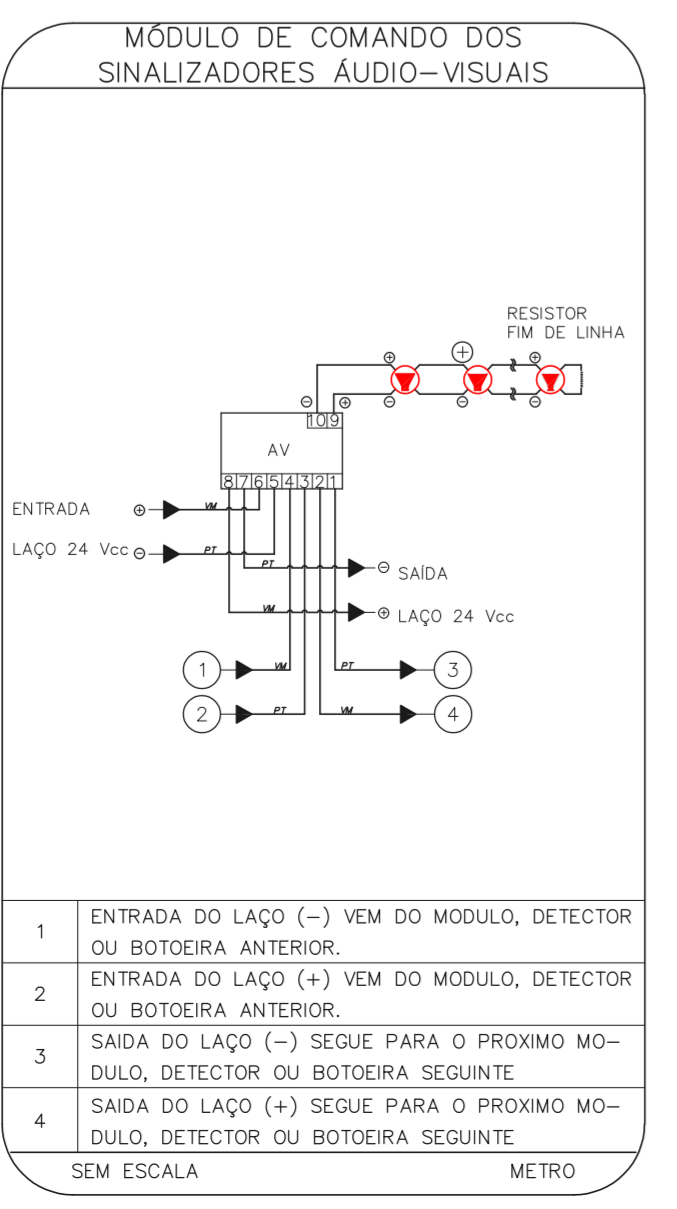 MÓDULO DE COMANDO DOS
SINALIZADORES ÁUDIO-VISUAIS
RESISTOR
FIM DE LINHA
+ + +
- + - - -
10 9
AV
8 7 6 5 4 3 2 1
ENTRADA + VM
LAÇO 24 Vcc - PT
PT - SAÍDA
VM + LAÇO 24 Vcc
1 VM PT 3
2 PT VM 4
1 ENTRADA DO LAÇO (-) VEM DO MODULO, DETECTOR
OU BOTOEIRA ANTERIOR.
2 ENTRADA DO LAÇO (+) VEM DO MODULO, DETECTOR
OU BOTOEIRA ANTERIOR.
3 SAIDA DO LAÇO (-) SEGUE PARA O PROXIMO MO-
DULO, DETECTOR OU BOTOEIRA SEGUINTE
4 SAIDA DO LAÇO (+) SEGUE PARA O PROXIMO MO-
DULO, DETECTOR OU BOTOEIRA SEGUINTE
SEM ESCALA METRO